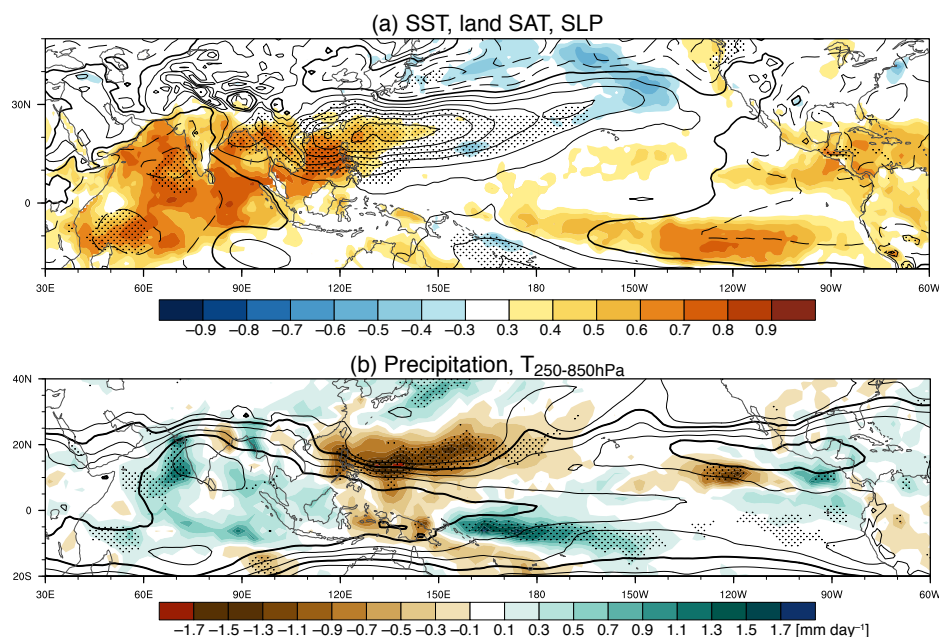 (a) SST, land SAT, SLP
30N
0
30E 60E 90E 120E 150E 180 150W 120W 90W 60W
−0.9 −0.8 −0.7 −0.6 −0.5 −0.4 −0.3 0.3 0.4 0.5 0.6 0.7 0.8 0.9
(b) Precipitation, T250-850hPa
40N
20N
0
20S
30E 60E 90E 120E 150E 180 150W 120W 90W 60W
−1.7 −1.5 −1.3 −1.1 −0.9 −0.7 −0.5 −0.3 −0.1 0.1 0.3 0.5 0.7 0.9 1.1 1.3 1.5 1.7 [mm day⁻¹]